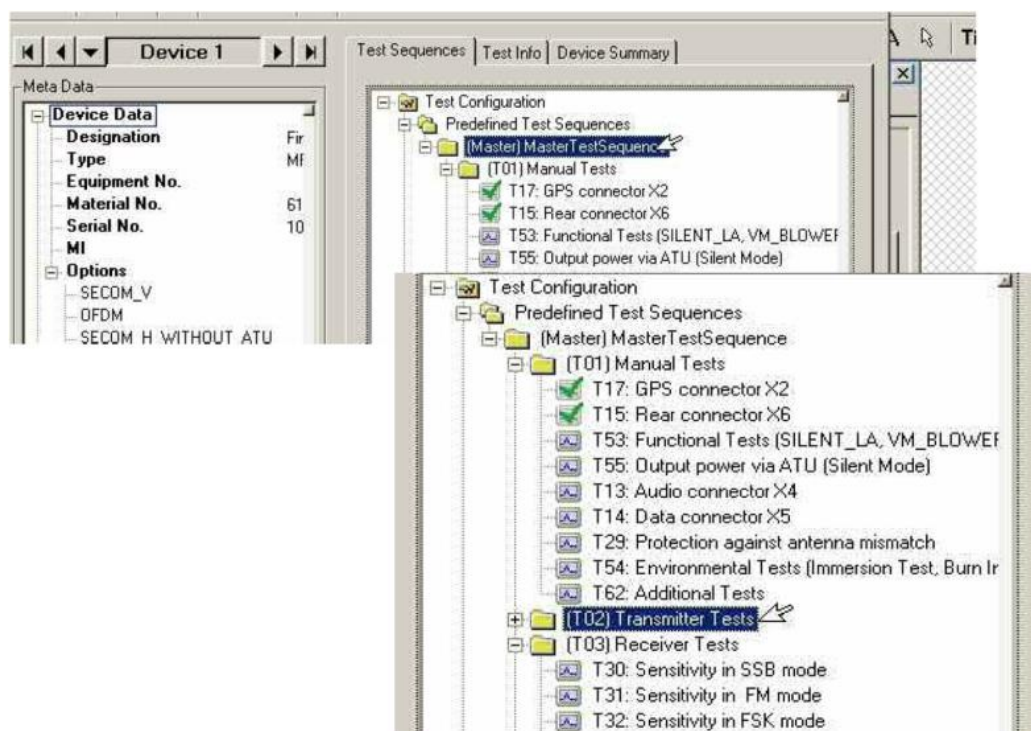 Device 1
Test Sequences Test Info Device Summary
Ti
Meta Data
Device Data
Designation Fir
Type MF
Equipment No.
Material No. 61
Serial No. 10
MI
Options
SECOM_V
OFDM
SECOM_H_WITHOUT_ATU
Test Configuration
Predefined Test Sequences
(Master) MasterTestSequenc
(T01) Manual Tests
T17: GPS connector X2
T15: Rear connector X6
T53: Functional Tests (SILENT_LA, VM_BLOWEF
T55: Output power via ATU (Silent Mode)
Test Configuration
Predefined Test Sequences
(Master) MasterTestSequence
(T01) Manual Tests
T17: GPS connector X2
T15: Rear connector X6
T53: Functional Tests (SILENT_LA, VM_BLOWEF
T55: Output power via ATU (Silent Mode)
T13: Audio connector X4
T14: Data connector X5
T29: Protection against antenna mismatch
T54: Environmental Tests (Immersion Test, Burn Ir
T62: Additional Tests
(T02) Transmitter Tests
(T03) Receiver Tests
T30: Sensitivity in SSB mode
T31: Sensitivity in FM mode
T32: Sensitivity in FSK mode